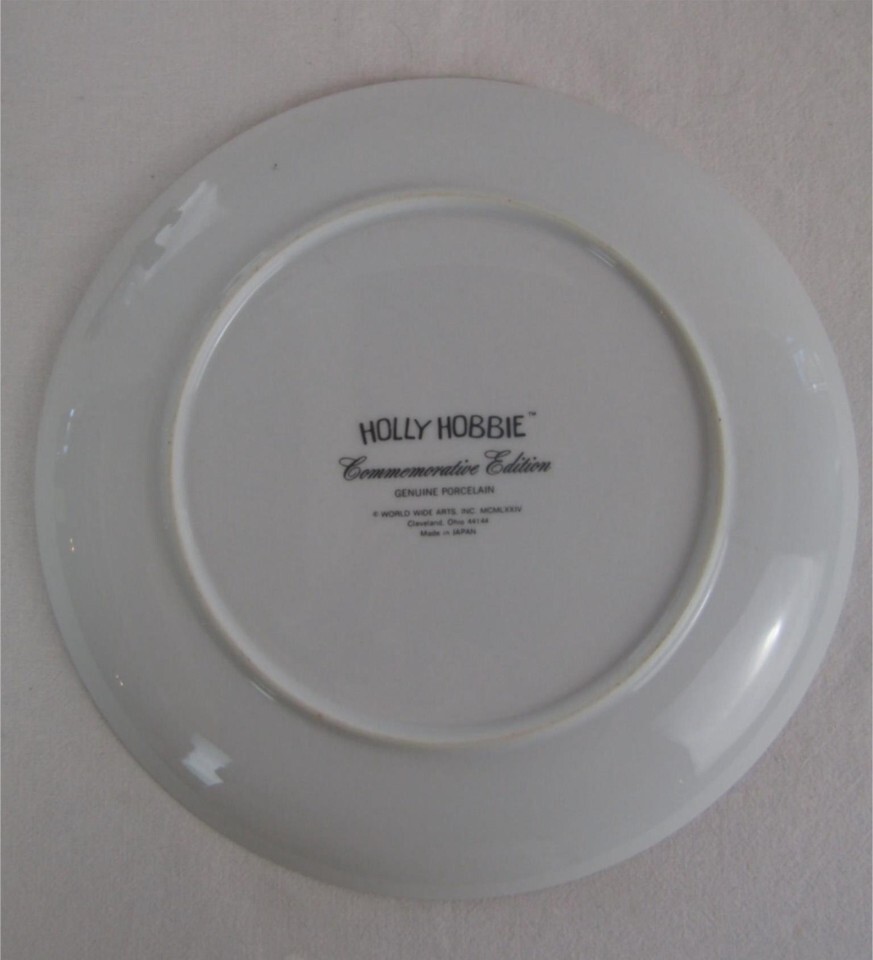 HOLLY HOBBIE™
Commemorative Edition
GENUINE PORCELAIN
© WORLD WIDE ARTS, INC. MCMLXXIV
Cleveland, Ohio 44144
Made in JAPAN